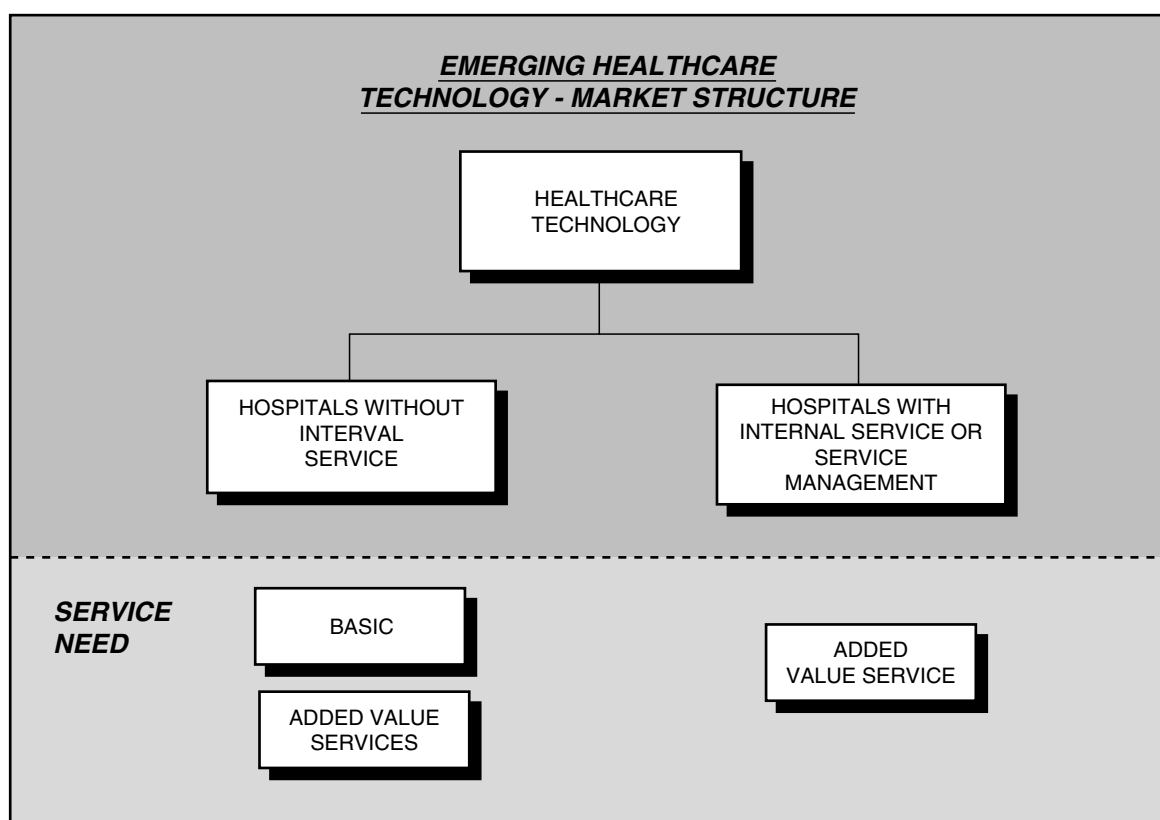 EMERGING HEALTHCARE
TECHNOLOGY - MARKET STRUCTURE
HEALTHCARE
TECHNOLOGY
HOSPITALS WITHOUT
INTERVAL
SERVICE
HOSPITALS WITH
INTERNAL SERVICE OR
SERVICE
MANAGEMENT
SERVICE
NEED
BASIC
ADDED VALUE
SERVICES
ADDED
VALUE SERVICE